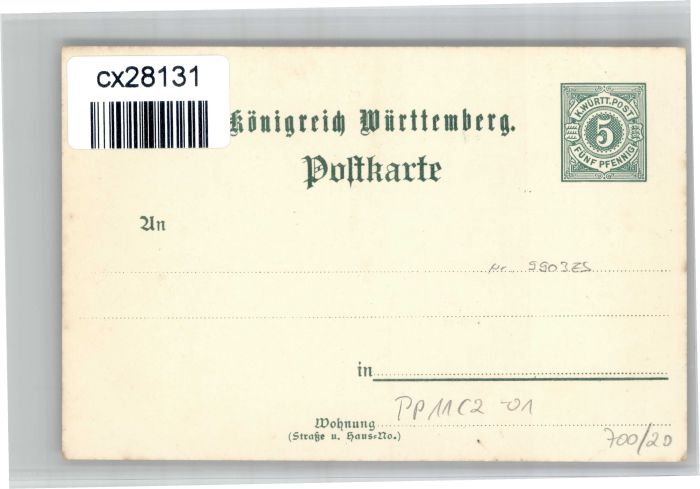 cx28131
Königreich Württemberg.
K. WÜRTT. POST
5
FÜNF PFENNIG
Postkarte
An
Nr. 990325
in
PP11C2-01
Wohnung
(Straße u. Haus=No.)
700/20